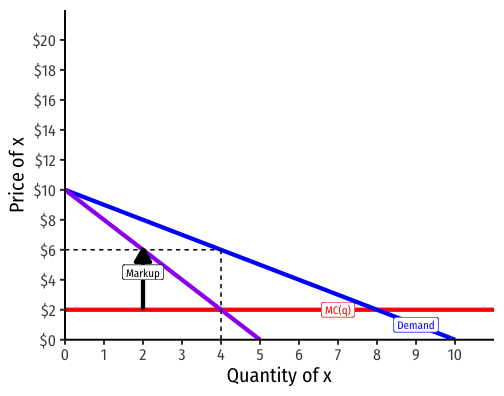 $20
$18
$16
$14
$12
$10
$8
$6
$4
$2
$0
Price of x
Markup
MC(q)
Demand
0 1 2 3 4 5 6 7 8 9 10
Quantity of x